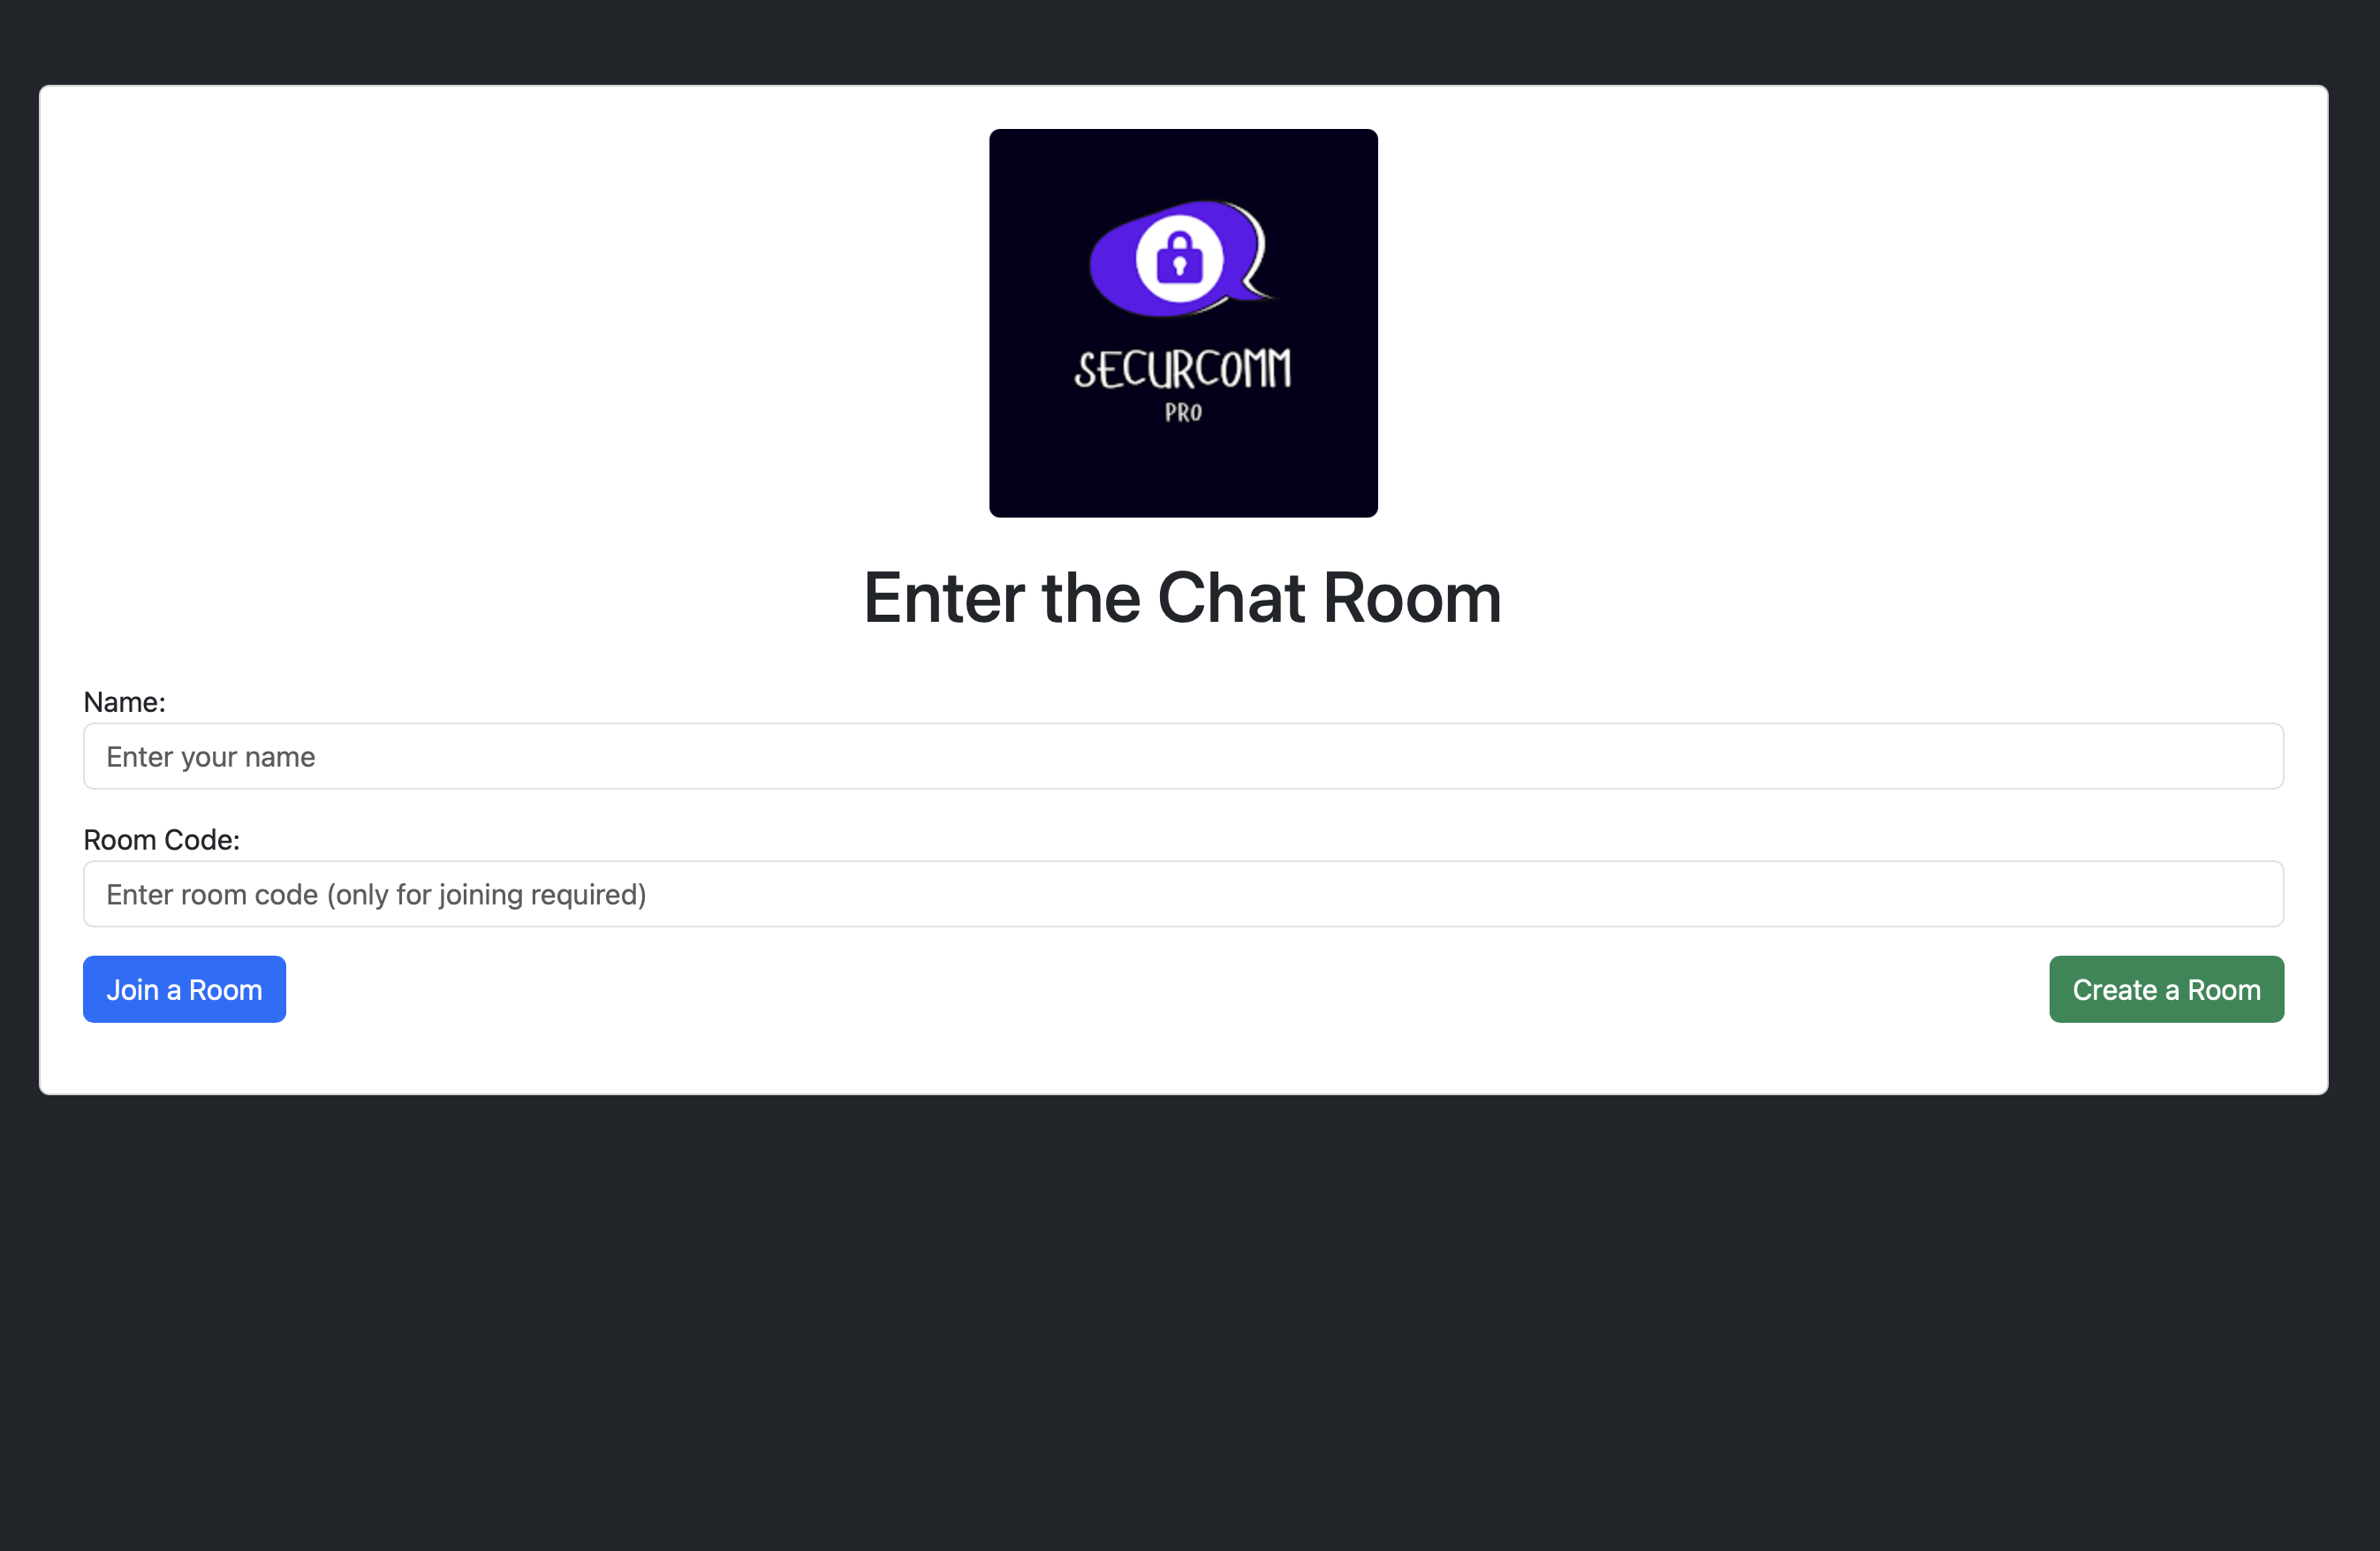 SECURCOMM
PRO
Enter the Chat Room
Name:
Enter your name
Room Code:
Enter room code (only for joining required)
Join a Room
Create a Room